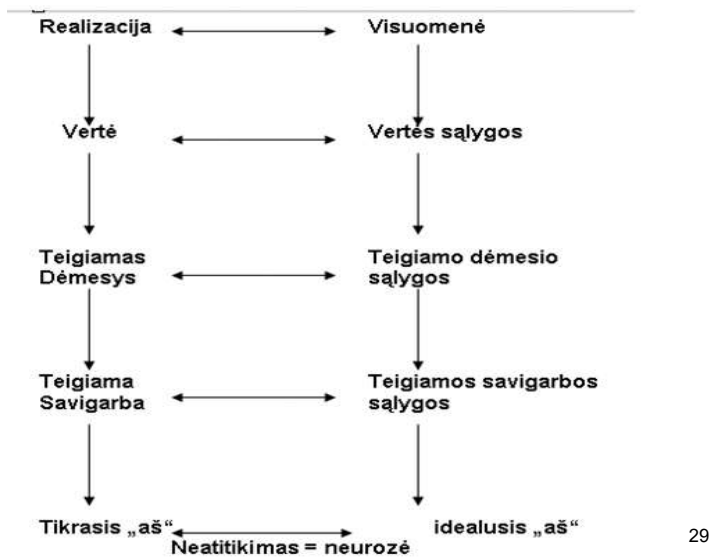 Realizacija
Visuomenė
Vertė
Vertės sąlygos
Teigiamas
Dėmesys
Teigiamo dėmesio
sąlygos
Teigiama
Savigarba
Teigiamos savigarbos
sąlygos
Tikrasis „aš“
idealusis „aš“
Neatitikimas = neurozė
29